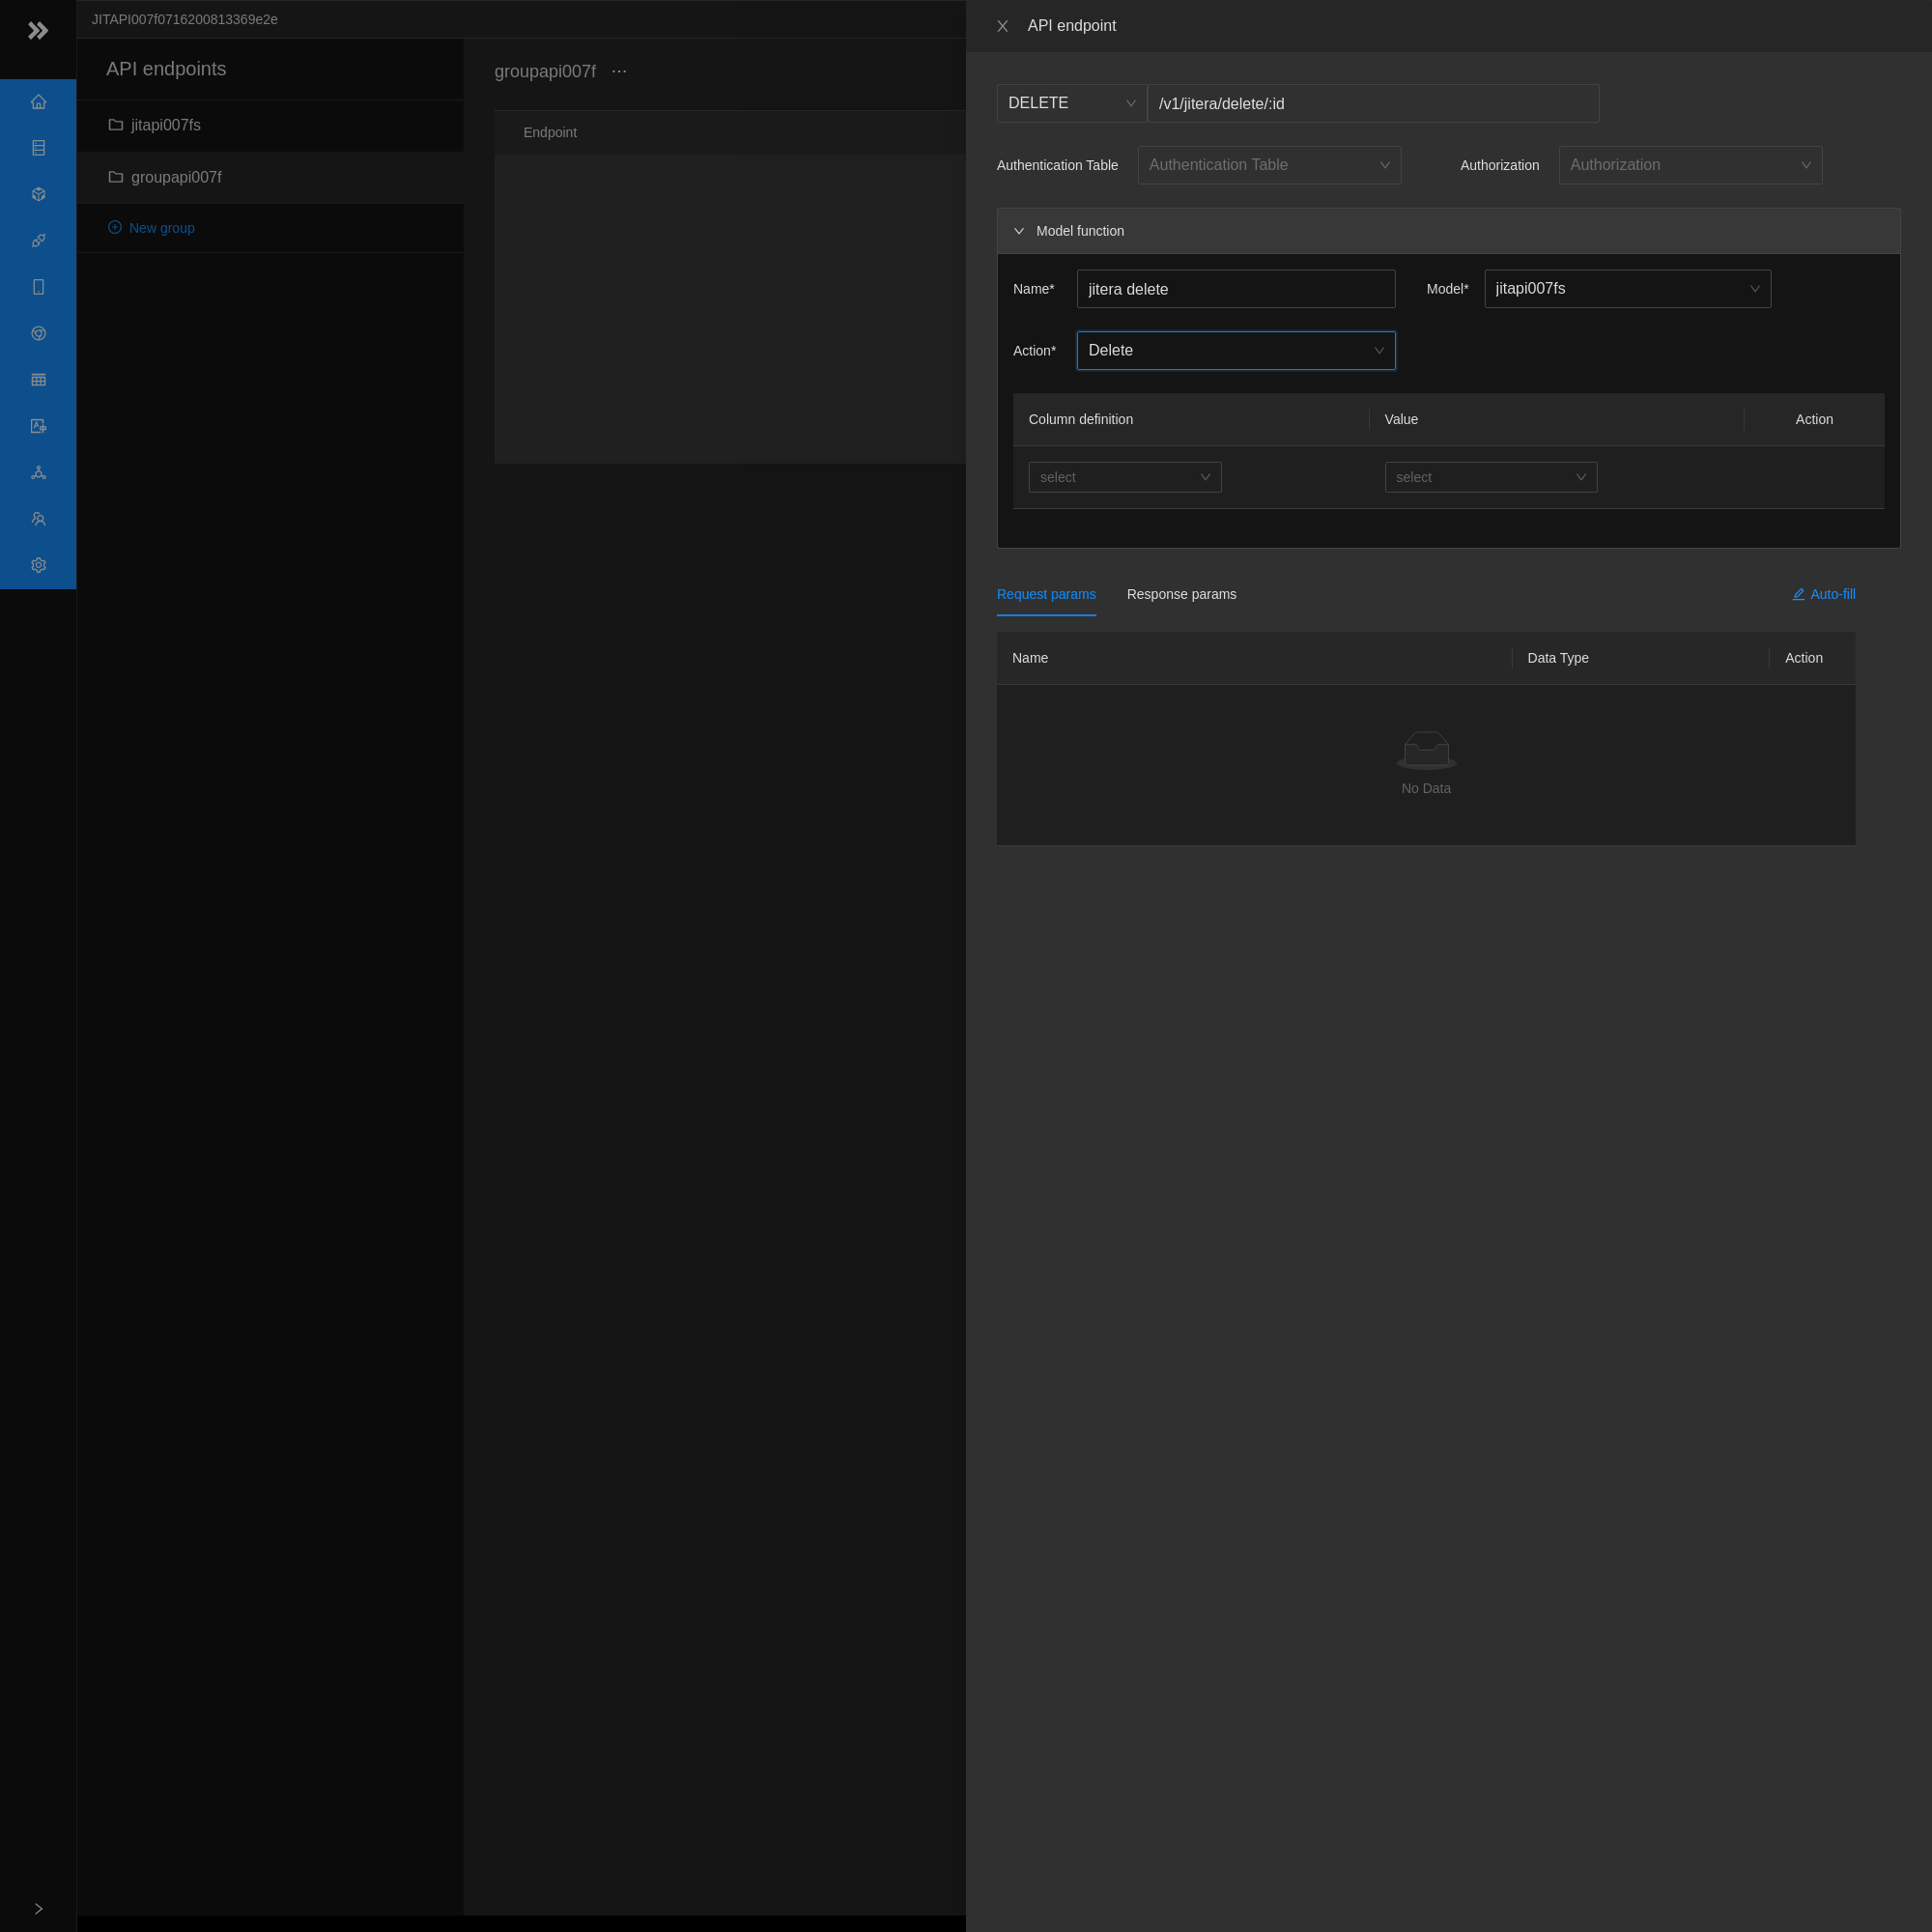 JITAPI007f0716200813369e2e
API endpoints
jitapi007fs
groupapi007f
New group
groupapi007f ···
Endpoint
API endpoint
DELETE /v1/jitera/delete/:id
Authentication Table Authentication Table Authorization Authorization
Model function
Name* jitera delete Model* jitapi007fs
Action* Delete
Column definition Value Action
select select
Request params Response params Auto-fill
Name Data Type Action
No Data